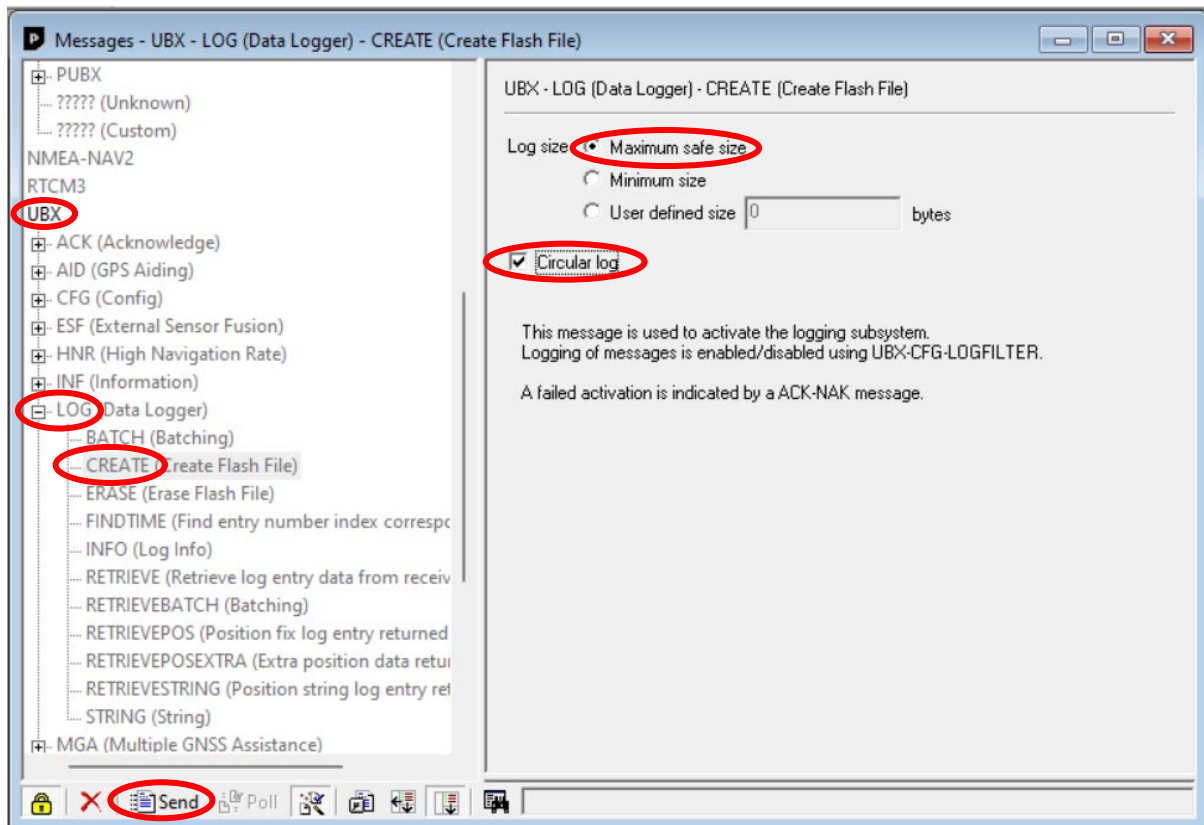 Messages - UBX - LOG (Data Logger) - CREATE (Create Flash File)
PUBX
????? (Unknown)
????? (Custom)
NMEA-NAV2
RTCM3
UBX
ACK (Acknowledge)
AID (GPS Aiding)
CFG (Config)
ESF (External Sensor Fusion)
HNR (High Navigation Rate)
INF (Information)
LOG (Data Logger)
BATCH (Batching)
CREATE (Create Flash File)
ERASE (Erase Flash File)
FINDTIME (Find entry number index correspo
INFO (Log Info)
RETRIEVE (Retrieve log entry data from receiv
RETRIEVEBATCH (Batching)
RETRIEVEPOS (Position fix log entry returned
RETRIEVEPOSEXTRA (Extra position data retur
RETRIEVESTRING (Position string log entry ret
STRING (String)
MGA (Multiple GNSS Assistance)
UBX - LOG (Data Logger) - CREATE (Create Flash File)
Log size Maximum safe size
Minimum size
User defined size 0 bytes
Circular log
This message is used to activate the logging subsystem.
Logging of messages is enabled/disabled using UBX-CFG-LOGFILTER.
A failed activation is indicated by a ACK-NAK message.
Send Poll